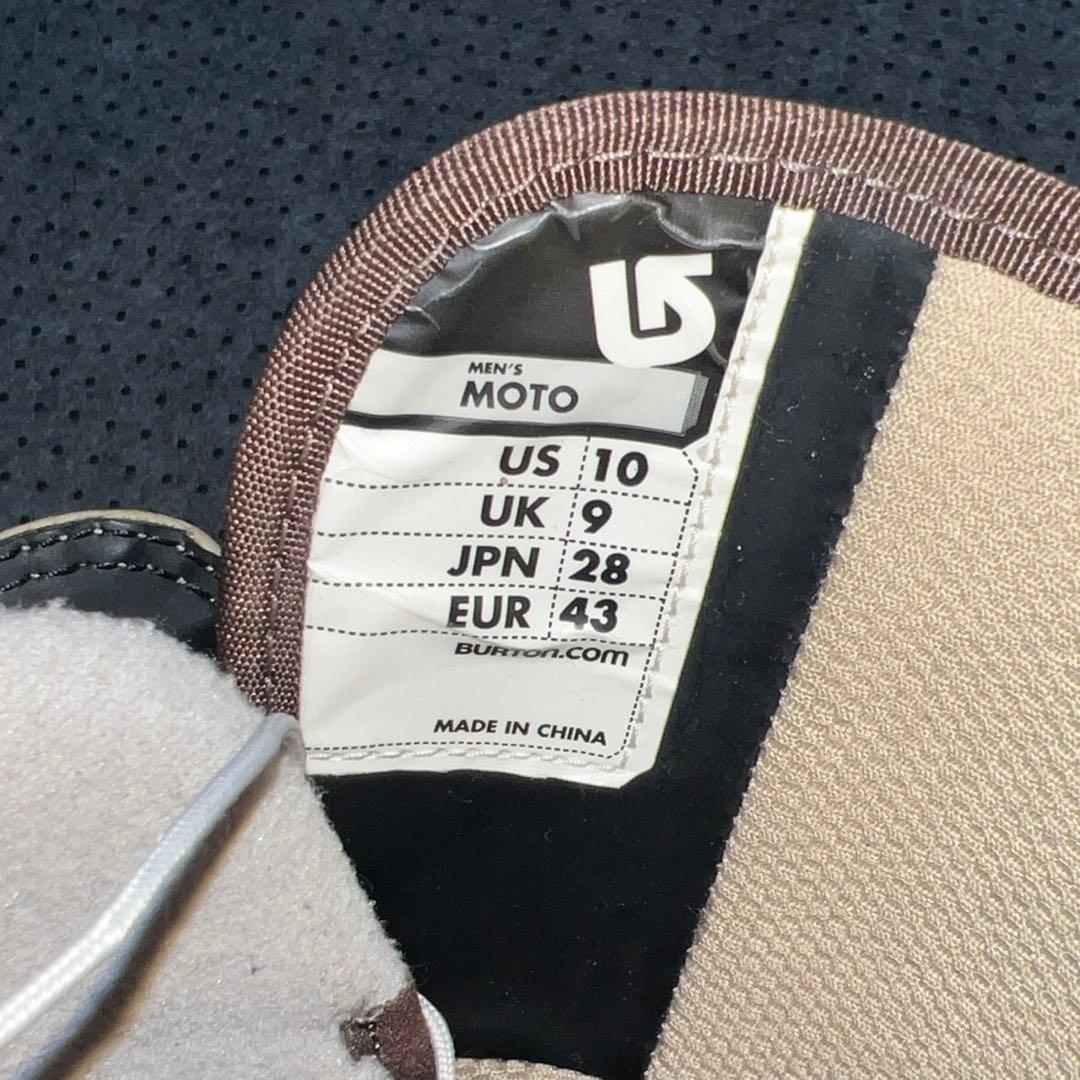 MEN'S
MOTO
US 10
UK 9
JPN 28
EUR 43
BURTON.COM
MADE IN CHINA